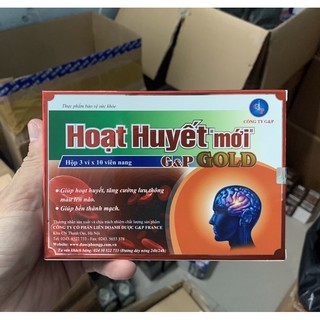 Thực phẩm bảo vệ sức khỏe
CÔNG TY G&P
Hoạt Huyết "mới"
Hộp 3 vỉ x 10 viên nang
G&P GOLD
- Giúp hoạt huyết, tăng cường lưu thông
máu lên não.
- Giúp bền thành mạch.
CÔNG TY CỔ PHẦN LIÊN DOANH DƯỢC G&P FRANCE